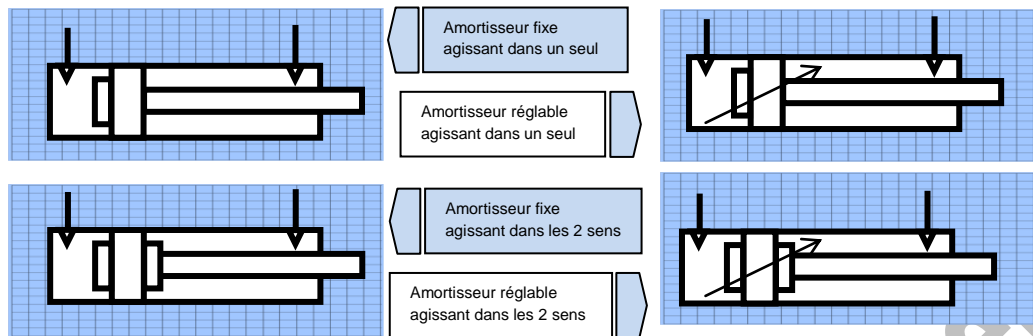 Amortisseur fixe
agissant dans un seul
Amortisseur réglable
agissant dans un seul
Amortisseur fixe
agissant dans les 2 sens
Amortisseur réglable
agissant dans les 2 sens